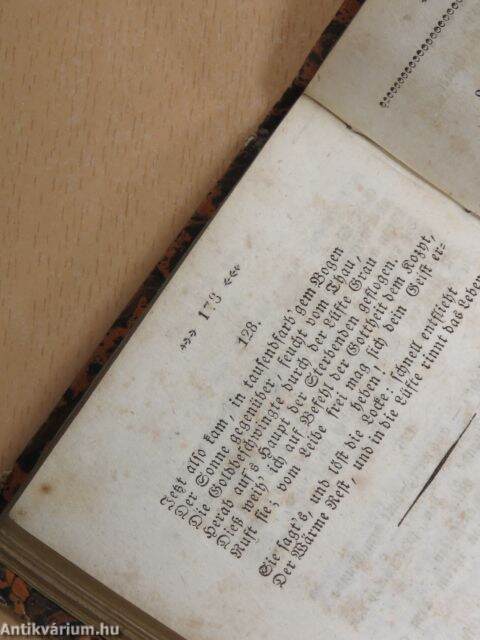 »» 173 «««
128.
Jetzt also kam, in tausendfarb'gem Bogen
Der Sonne gegenüber, feucht vom Thau,
Die Goldbeschwingte durch der Lüfte Grau
Herab auf's Haupt der Sterbenden geflogen.
Dieß weih' ich auf Befehl der Gottheit dem Kozyt,
Ruft sie, vom Leibe frei mag sich dein Geist er-
heben!
Sie sagt's, und löst die Locke, schnell entflieht
Der Wärme Rest, und in die Lüfte rinnt das Leben
Antikvárium.hu